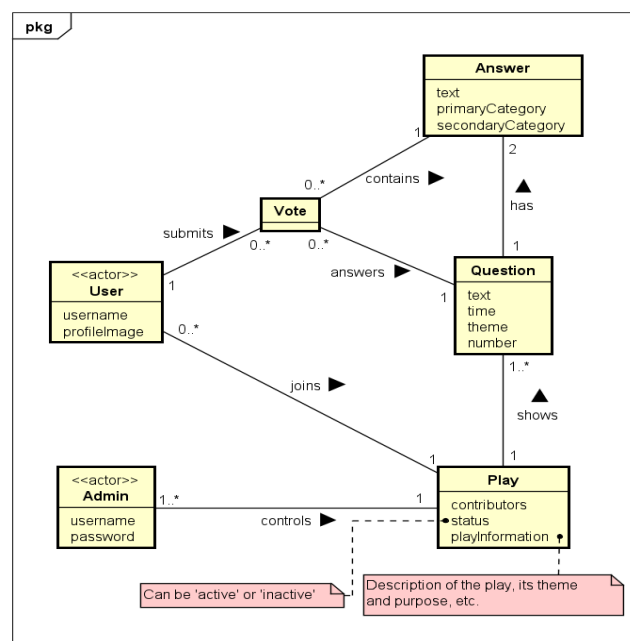 pkg
Answer
text
primaryCategory
secondaryCategory
1
2
contains ▶
0..*
▲
has
Vote
submits ▶
0..*
0..*
answers ▶
1
1
<<actor>>
User
username
profileImage
1
0..*
Question
text
time
theme
number
1..*
joins ▶
▲
shows
1
1
<<actor>>
Admin
username
password
1..*
1
controls ▶
Play
contributors
status
playInformation
Can be 'active' or 'inactive'
Description of the play, its theme
and purpose, etc.